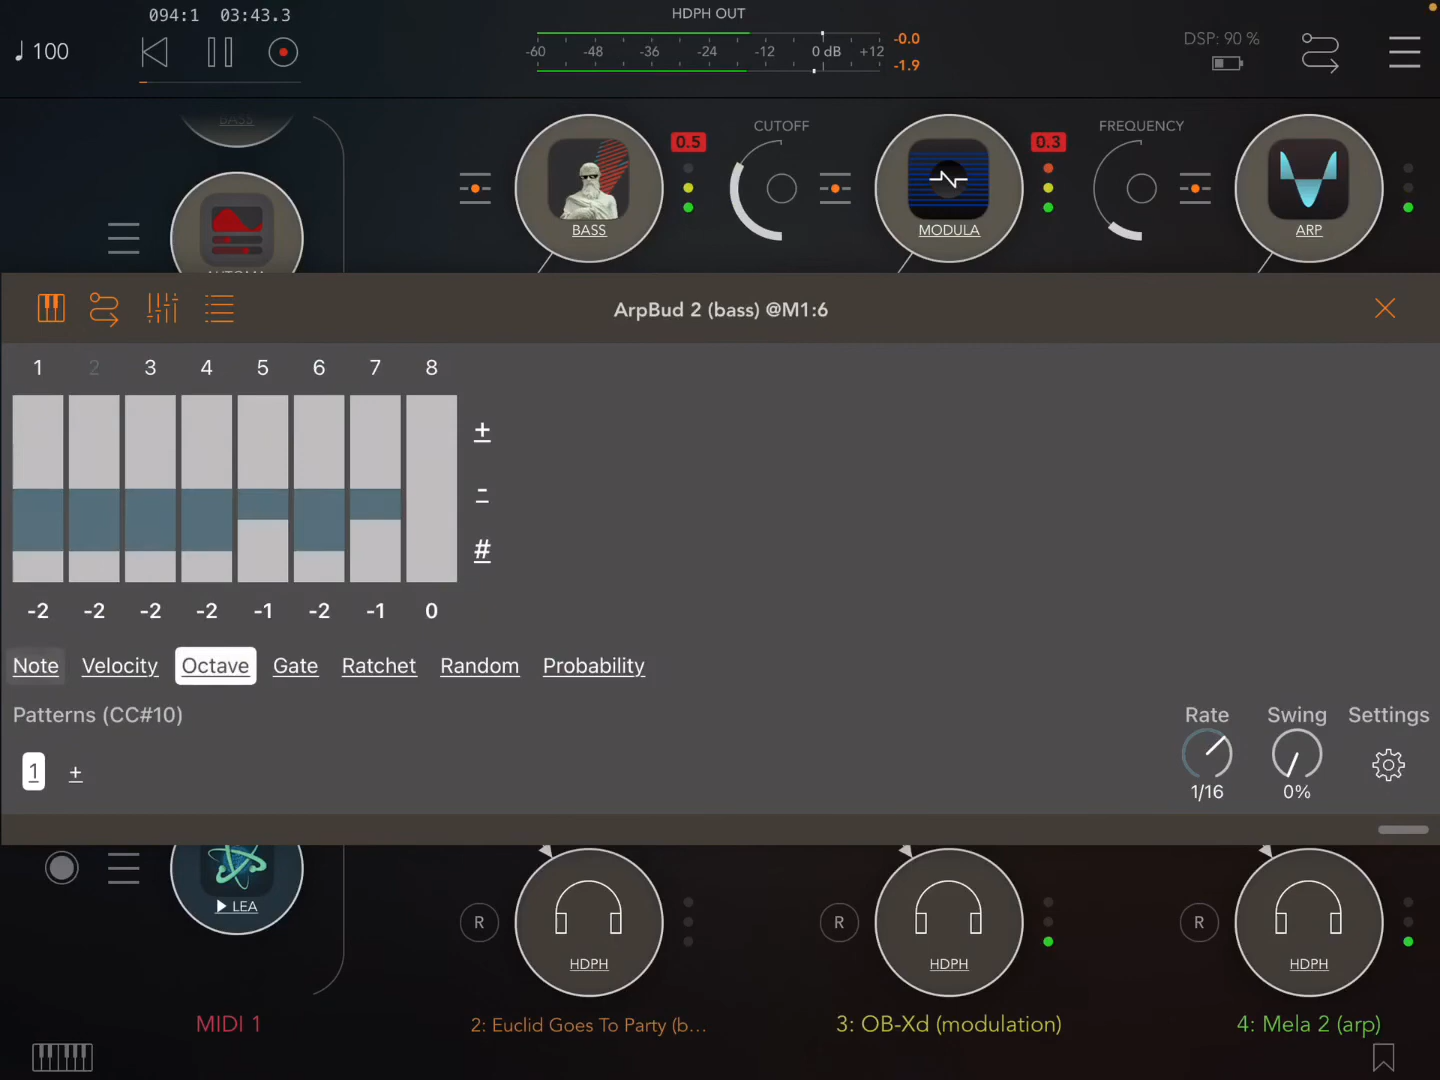 094:1 03:43.3
HDPH OUT
100
-60 -48 -36 -24 -12 0 dB +12
-0.0
-1.9
DSP: 90 %
BASS
0.5
CUTOFF
0.3
FREQUENCY
BASS
MODULA
ARP
ArpBud 2 (bass) @M1:6
1 2 3 4 5 6 7 8
+
-
#
-2 -2 -2 -2 -1 -2 -1 0
Note Velocity Octave Gate Ratchet Random Probability
Patterns (CC#10)
Rate Swing Settings
1 +
1/16 0%
LEA
R R R
HDPH HDPH HDPH
MIDI 1 2: Euclid Goes To Party (b... 3: OB-Xd (modulation) 4: Mela 2 (arp)